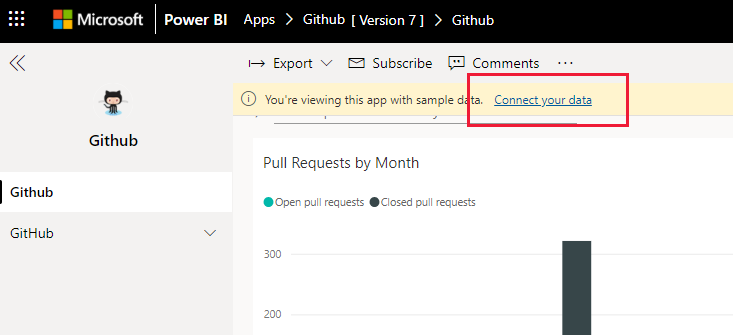 Microsoft Power BI Apps > Github [ Version 7 ] > Github
Export Subscribe Comments ...
You're viewing this app with sample data. Connect your data
Github
Github
GitHub
Pull Requests by Month
Open pull requests Closed pull requests
300
200